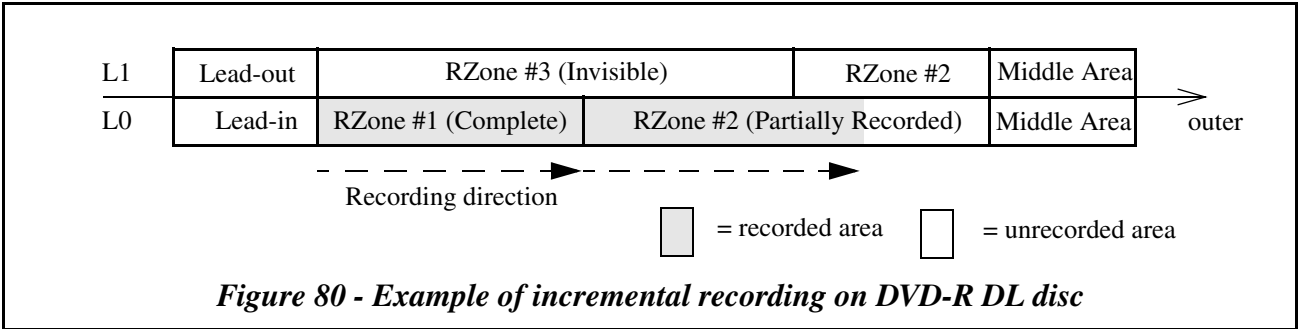 L1 Lead-out RZone #3 (Invisible) RZone #2 Middle Area
L0 Lead-in RZone #1 (Complete) RZone #2 (Partially Recorded) Middle Area outer
Recording direction
= recorded area = unrecorded area
Figure 80 - Example of incremental recording on DVD-R DL disc